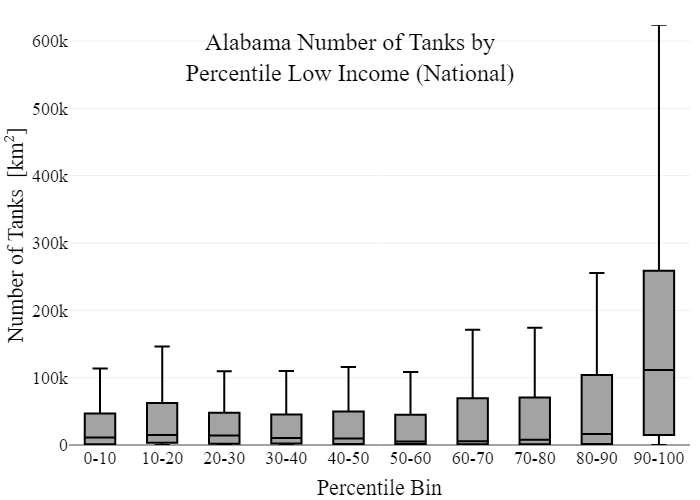 Alabama Number of Tanks by
Percentile Low Income (National)
Number of Tanks [km²]
600k
500k
400k
300k
200k
100k
0
0-10 10-20 20-30 30-40 40-50 50-60 60-70 70-80 80-90 90-100
Percentile Bin